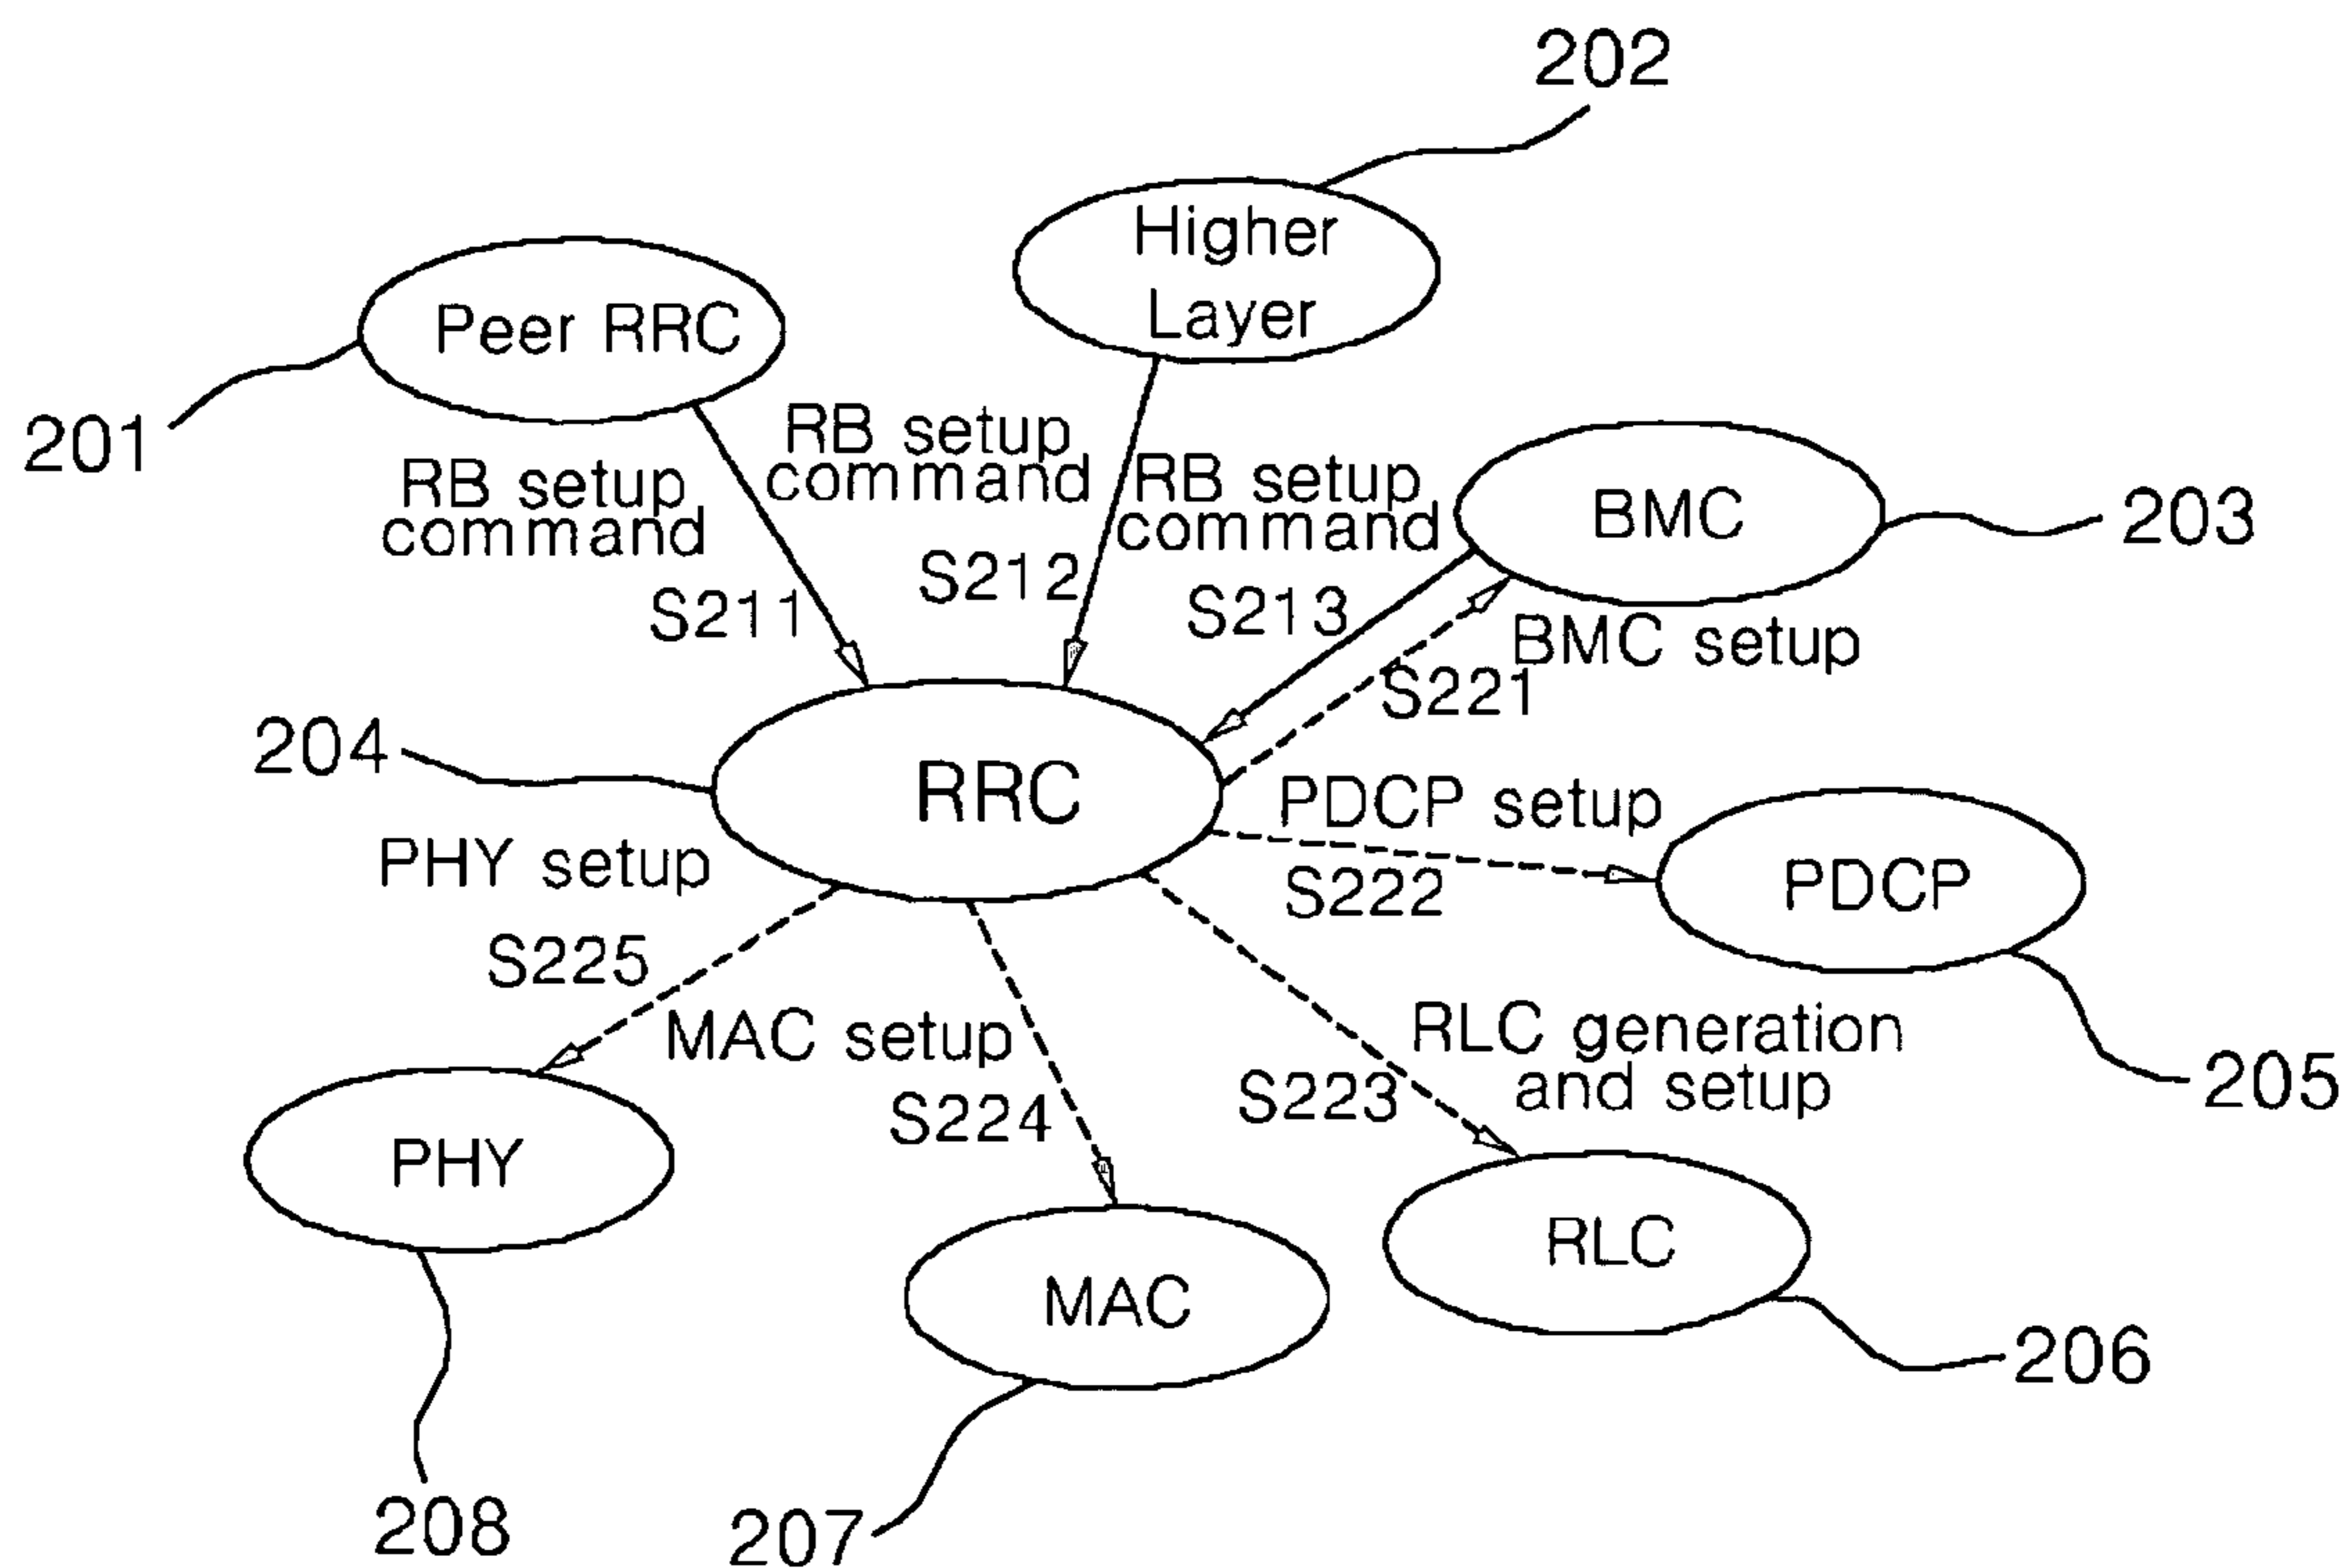 202
Higher
Layer
Peer RRC
201
RB setup
command
RB setup
command
RB setup
command
BMC
203
S211
S212
S213
BMC setup
S221
204
RRC
PDCP setup
S222
PDCP
PHY setup
S225
MAC setup
S224
RLC generation
and setup
S223
205
PHY
MAC
RLC
206
208
207